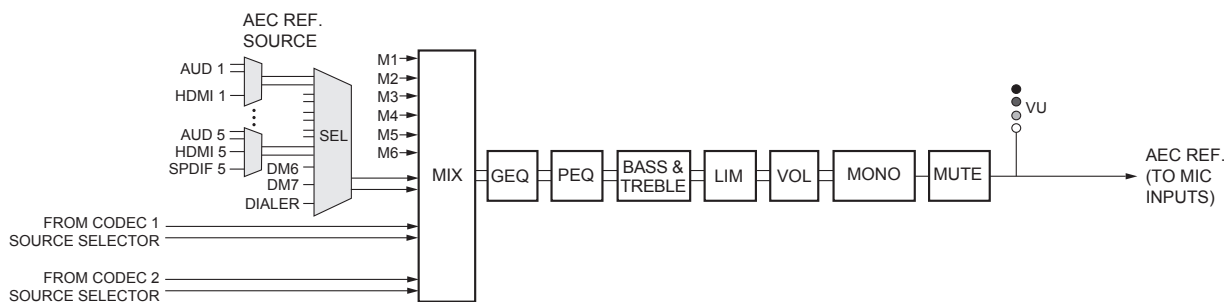 AEC REF.
SOURCE
AUD 1
HDMI 1
AUD 5
HDMI 5
SPDIF 5
SEL
DM6
DM7
DIALER
M1
M2
M3
M4
M5
M6
FROM CODEC 1
SOURCE SELECTOR
FROM CODEC 2
SOURCE SELECTOR
MIX
GEQ
PEQ
BASS &
TREBLE
LIM
VOL
MONO
MUTE
VU
AEC REF.
(TO MIC
INPUTS)